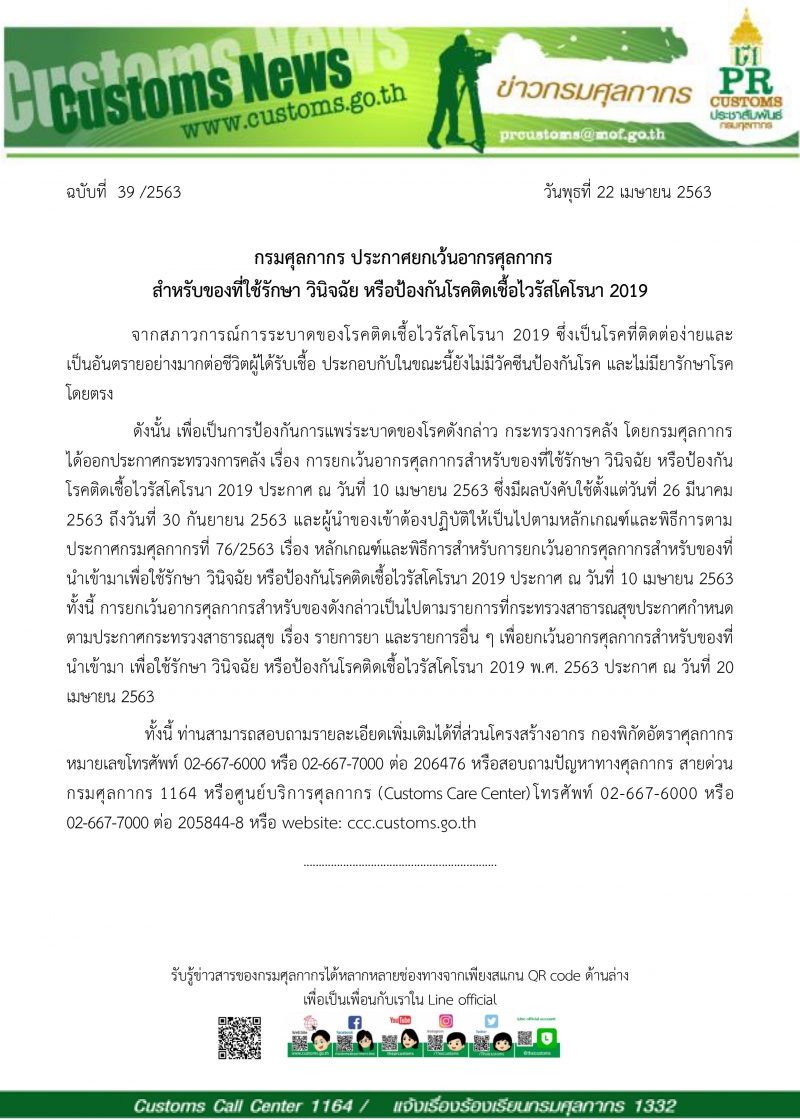 Customs News
Customs News
www.customs.go.th
ข่าวกรมศุลกากร
prcustoms@mof.go.th
PR
CUSTOMS
ประชาสัมพันธ์
กรมศุลกากร
ฉบับที่ 39 /2563
วันพุธที่ 22 เมษายน 2563
กรมศุลกากร ประกาศยกเว้นอากรศุลกากร
สำหรับของที่ใช้รักษา วินิจฉัย หรือป้องกันโรคติดเชื้อไวรัสโคโรนา 2019
จากสภาวการณ์การระบาดของโรคติดเชื้อไวรัสโคโรนา 2019 ซึ่งเป็นโรคที่ติดต่อง่ายและ
เป็นอันตรายอย่างมากต่อชีวิตผู้ได้รับเชื้อ ประกอบกับในขณะนี้ยังไม่มีวัคซีนป้องกันโรค และไม่มียารักษาโรค
โดยตรง
ดังนั้น เพื่อเป็นการป้องกันการแพร่ระบาดของโรคดังกล่าว กระทรวงการคลัง โดยกรมศุลกากร
ได้ออกประกาศกระทรวงการคลัง เรื่อง การยกเว้นอากรศุลกากรสำหรับของที่ใช้รักษา วินิจฉัย หรือป้องกัน
โรคติดเชื้อไวรัสโคโรนา 2019 ประกาศ ณ วันที่ 10 เมษายน 2563 ซึ่งมีผลบังคับใช้ตั้งแต่วันที่ 26 มีนาคม
2563 ถึงวันที่ 30 กันยายน 2563 และผู้นำของเข้าต้องปฏิบัติให้เป็นไปตามหลักเกณฑ์และพิธีการตาม
ประกาศกรมศุลกากรที่ 76/2563 เรื่อง หลักเกณฑ์และพิธีการสำหรับการยกเว้นอากรศุลกากรสำหรับของที่
นำเข้ามาเพื่อใช้รักษา วินิจฉัย หรือป้องกันโรคติดเชื้อไวรัสโคโรนา 2019 ประกาศ ณ วันที่ 10 เมษายน 2563
ทั้งนี้ การยกเว้นอากรศุลกากรสำหรับของดังกล่าวเป็นไปตามรายการที่กระทรวงสาธารณสุขประกาศกำหนด
ตามประกาศกระทรวงสาธารณสุข เรื่อง รายการยา และรายการอื่น ๆ เพื่อยกเว้นอากรศุลกากรสำหรับของที่
นำเข้ามา เพื่อใช้รักษา วินิจฉัย หรือป้องกันโรคติดเชื้อไวรัสโคโรนา 2019 พ.ศ. 2563 ประกาศ ณ วันที่ 20
เมษายน 2563
ทั้งนี้ ท่านสามารถสอบถามรายละเอียดเพิ่มเติมได้ที่ส่วนโครงสร้างอากร กองพิกัดอัตราศุลกากร
หมายเลขโทรศัพท์ 02-667-6000 หรือ 02-667-7000 ต่อ 206476 หรือสอบถามปัญหาทางศุลกากร สายด่วน
กรมศุลกากร 1164 หรือศูนย์บริการศุลกากร (Customs Care Center) โทรศัพท์ 02-667-6000 หรือ
02-667-7000 ต่อ 205844-8 หรือ website: ccc.customs.go.th
รับรู้ข่าวสารของกรมศุลกากรได้หลากหลายช่องทางจากเพียงสแกน QR code ด้านล่าง
เพื่อเป็นเพื่อนกับเราใน Line official
YouTube
Customs Call Center 1164 / แจ้งเรื่องร้องเรียนกรมศุลกากร 1332